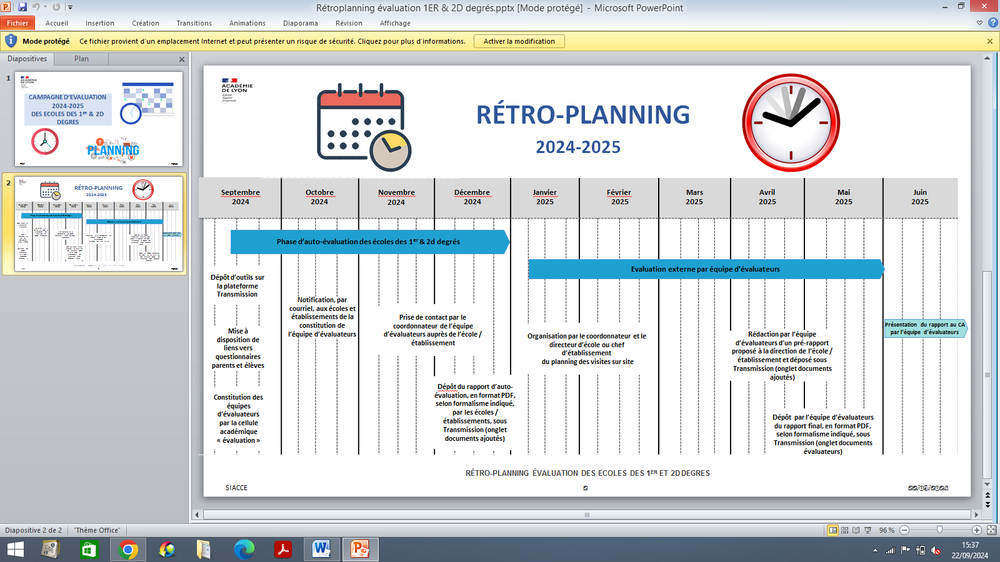 Rétroplanning évaluation 1ER & 2D degrés.pptx [Mode protégé] - Microsoft PowerPoint
Fichier Accueil Insertion Création Transitions Animations Diaporama Révision Affichage
Mode protégé Ce fichier provient d'un emplacement Internet et peut présenter un risque de sécurité. Cliquez pour plus d'informations. Activer la modification
Diapositives Plan
1
ACADÉMIE
DE LYON
CAMPAGNE D'EVALUATION
2024-2025
DES ECOLES DES 1ER & 2D
DEGRES
PLANNING
2
RÉTRO-PLANNING
2024-2025
ACADÉMIE
DE LYON
Liberté
Égalité
Fraternité
RÉTRO-PLANNING
2024-2025
Septembre
2024
Octobre
2024
Novembre
2024
Décembre
2024
Janvier
2025
Février
2025
Mars
2025
Avril
2025
Mai
2025
Juin
2025
Phase d'auto-évaluation des écoles des 1er & 2d degrés
Evaluation externe par équipe d'évaluateurs
Dépôt d'outils sur
la plateforme
Transmission
Mise à
disposition de
liens vers
questionnaires
parents et élèves
Constitution des
équipes
d'évaluateurs
par la cellule
académique
« évaluation »
Notification, par
courriel, aux écoles et
établissements de la
constitution de
l'équipe d'évaluateurs
Prise de contact par le
coordonnateur de l'équipe
d'évaluateurs auprès de l'école /
établissement
Dépôt du rapport d'auto-
évaluation, en format PDF,
selon formalisme indiqué,
par les écoles /
établissements, sous
Transmission (onglet
documents ajoutés)
Organisation par le coordonnateur et le
directeur d'école ou chef
d'établissement
du planning des visites sur site
Rédaction par l'équipe
d'évaluateurs d'un pré-rapport
proposé à la direction de l'école /
établissement et déposé sous
Transmission (onglet documents
ajoutés)
Dépôt par l'équipe d'évaluateurs
du rapport final, en format PDF,
selon formalisme indiqué, sous
Transmission (onglet documents
évaluateurs)
Présentation du rapport au CA
par l'équipe d'évaluateurs
RÉTRO-PLANNING ÉVALUATION DES ECOLES DES 1ER ET 2D DEGRES
SIACCE 2 22/09/2024
Diapositive 2 de 2 "Thème Office" 96 %
15:37
22/09/2024